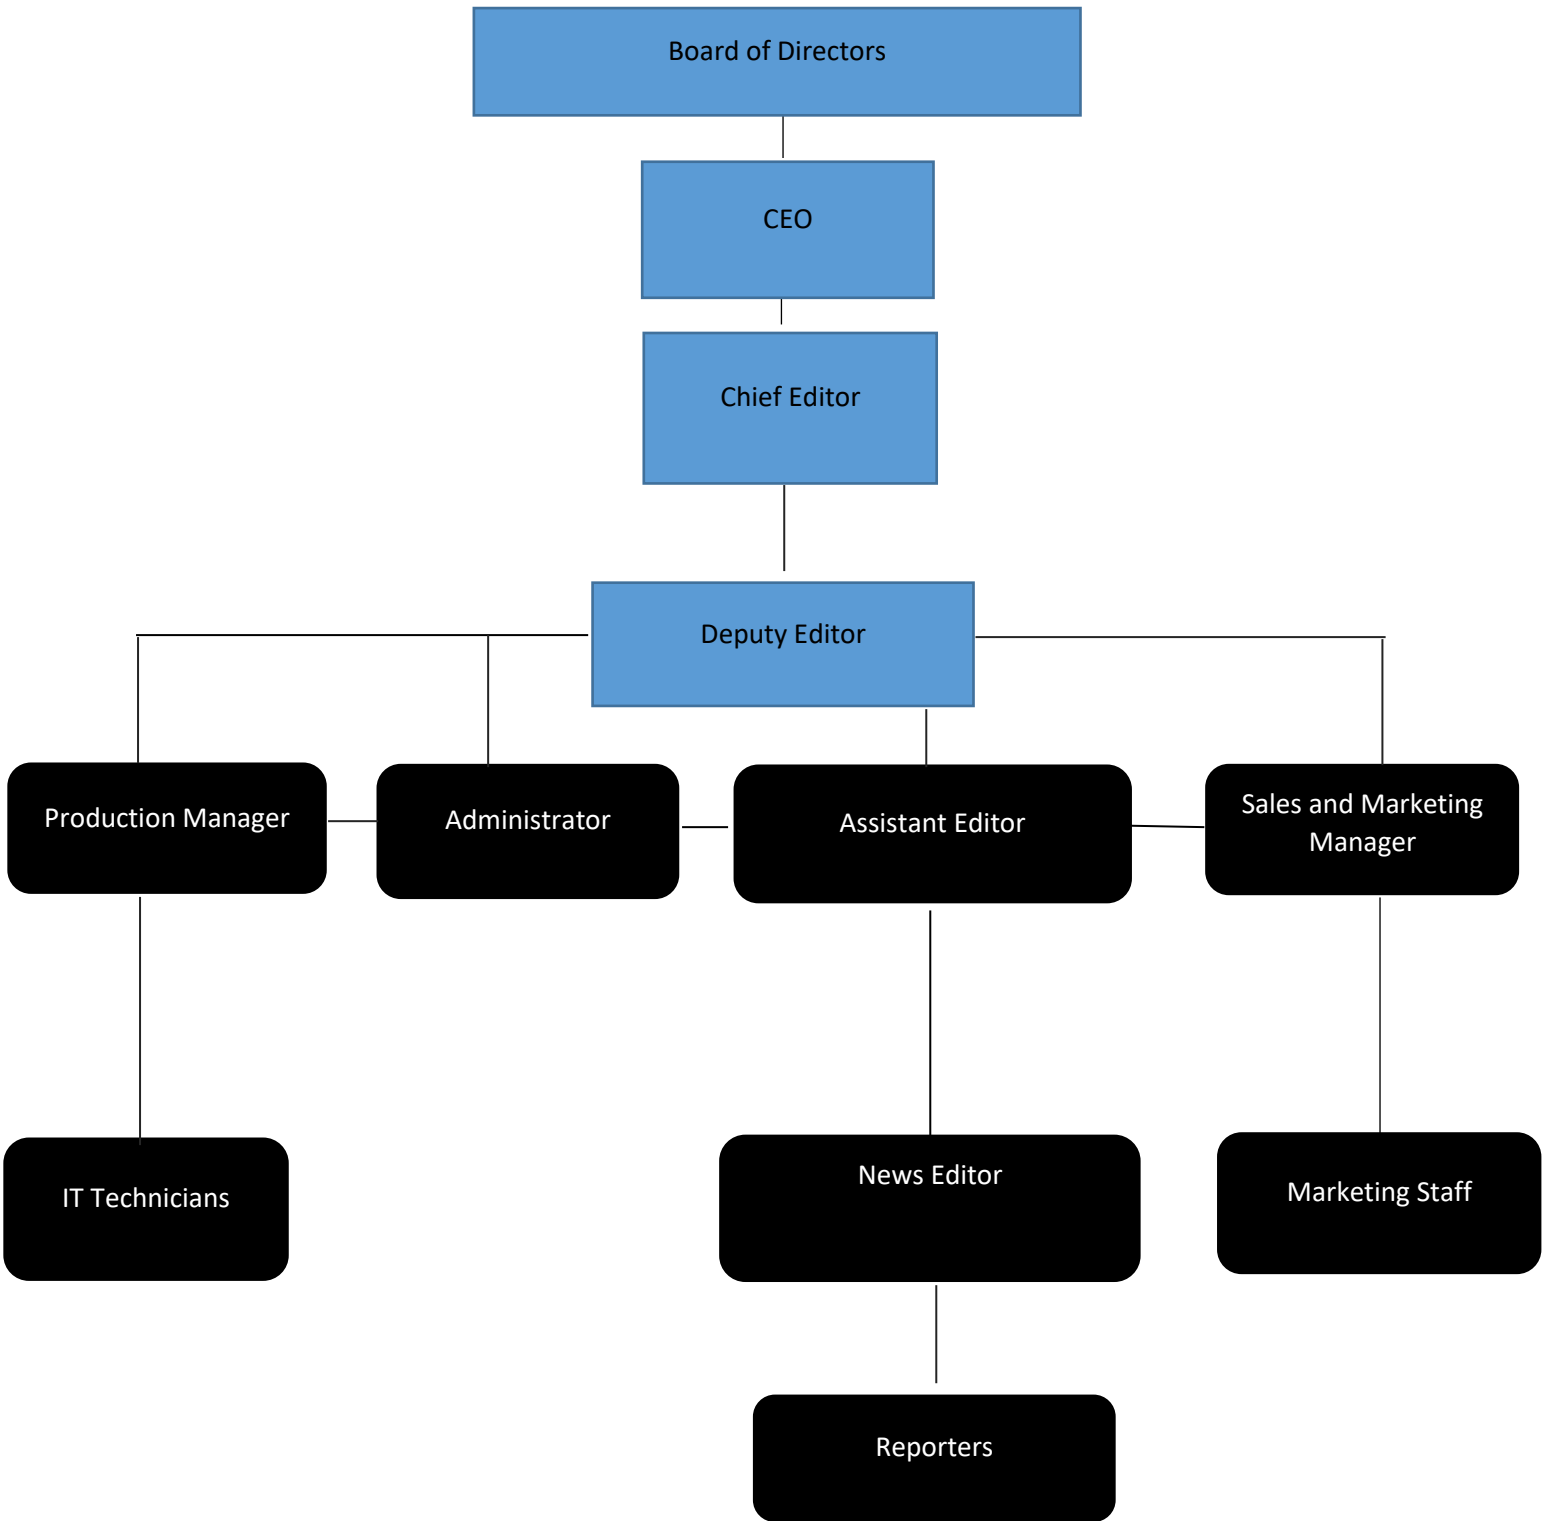 Board of Directors
CEO
Chief Editor
Deputy Editor
Production Manager
Administrator
Assistant Editor
Sales and Marketing
Manager
IT Technicians
News Editor
Marketing Staff
Reporters